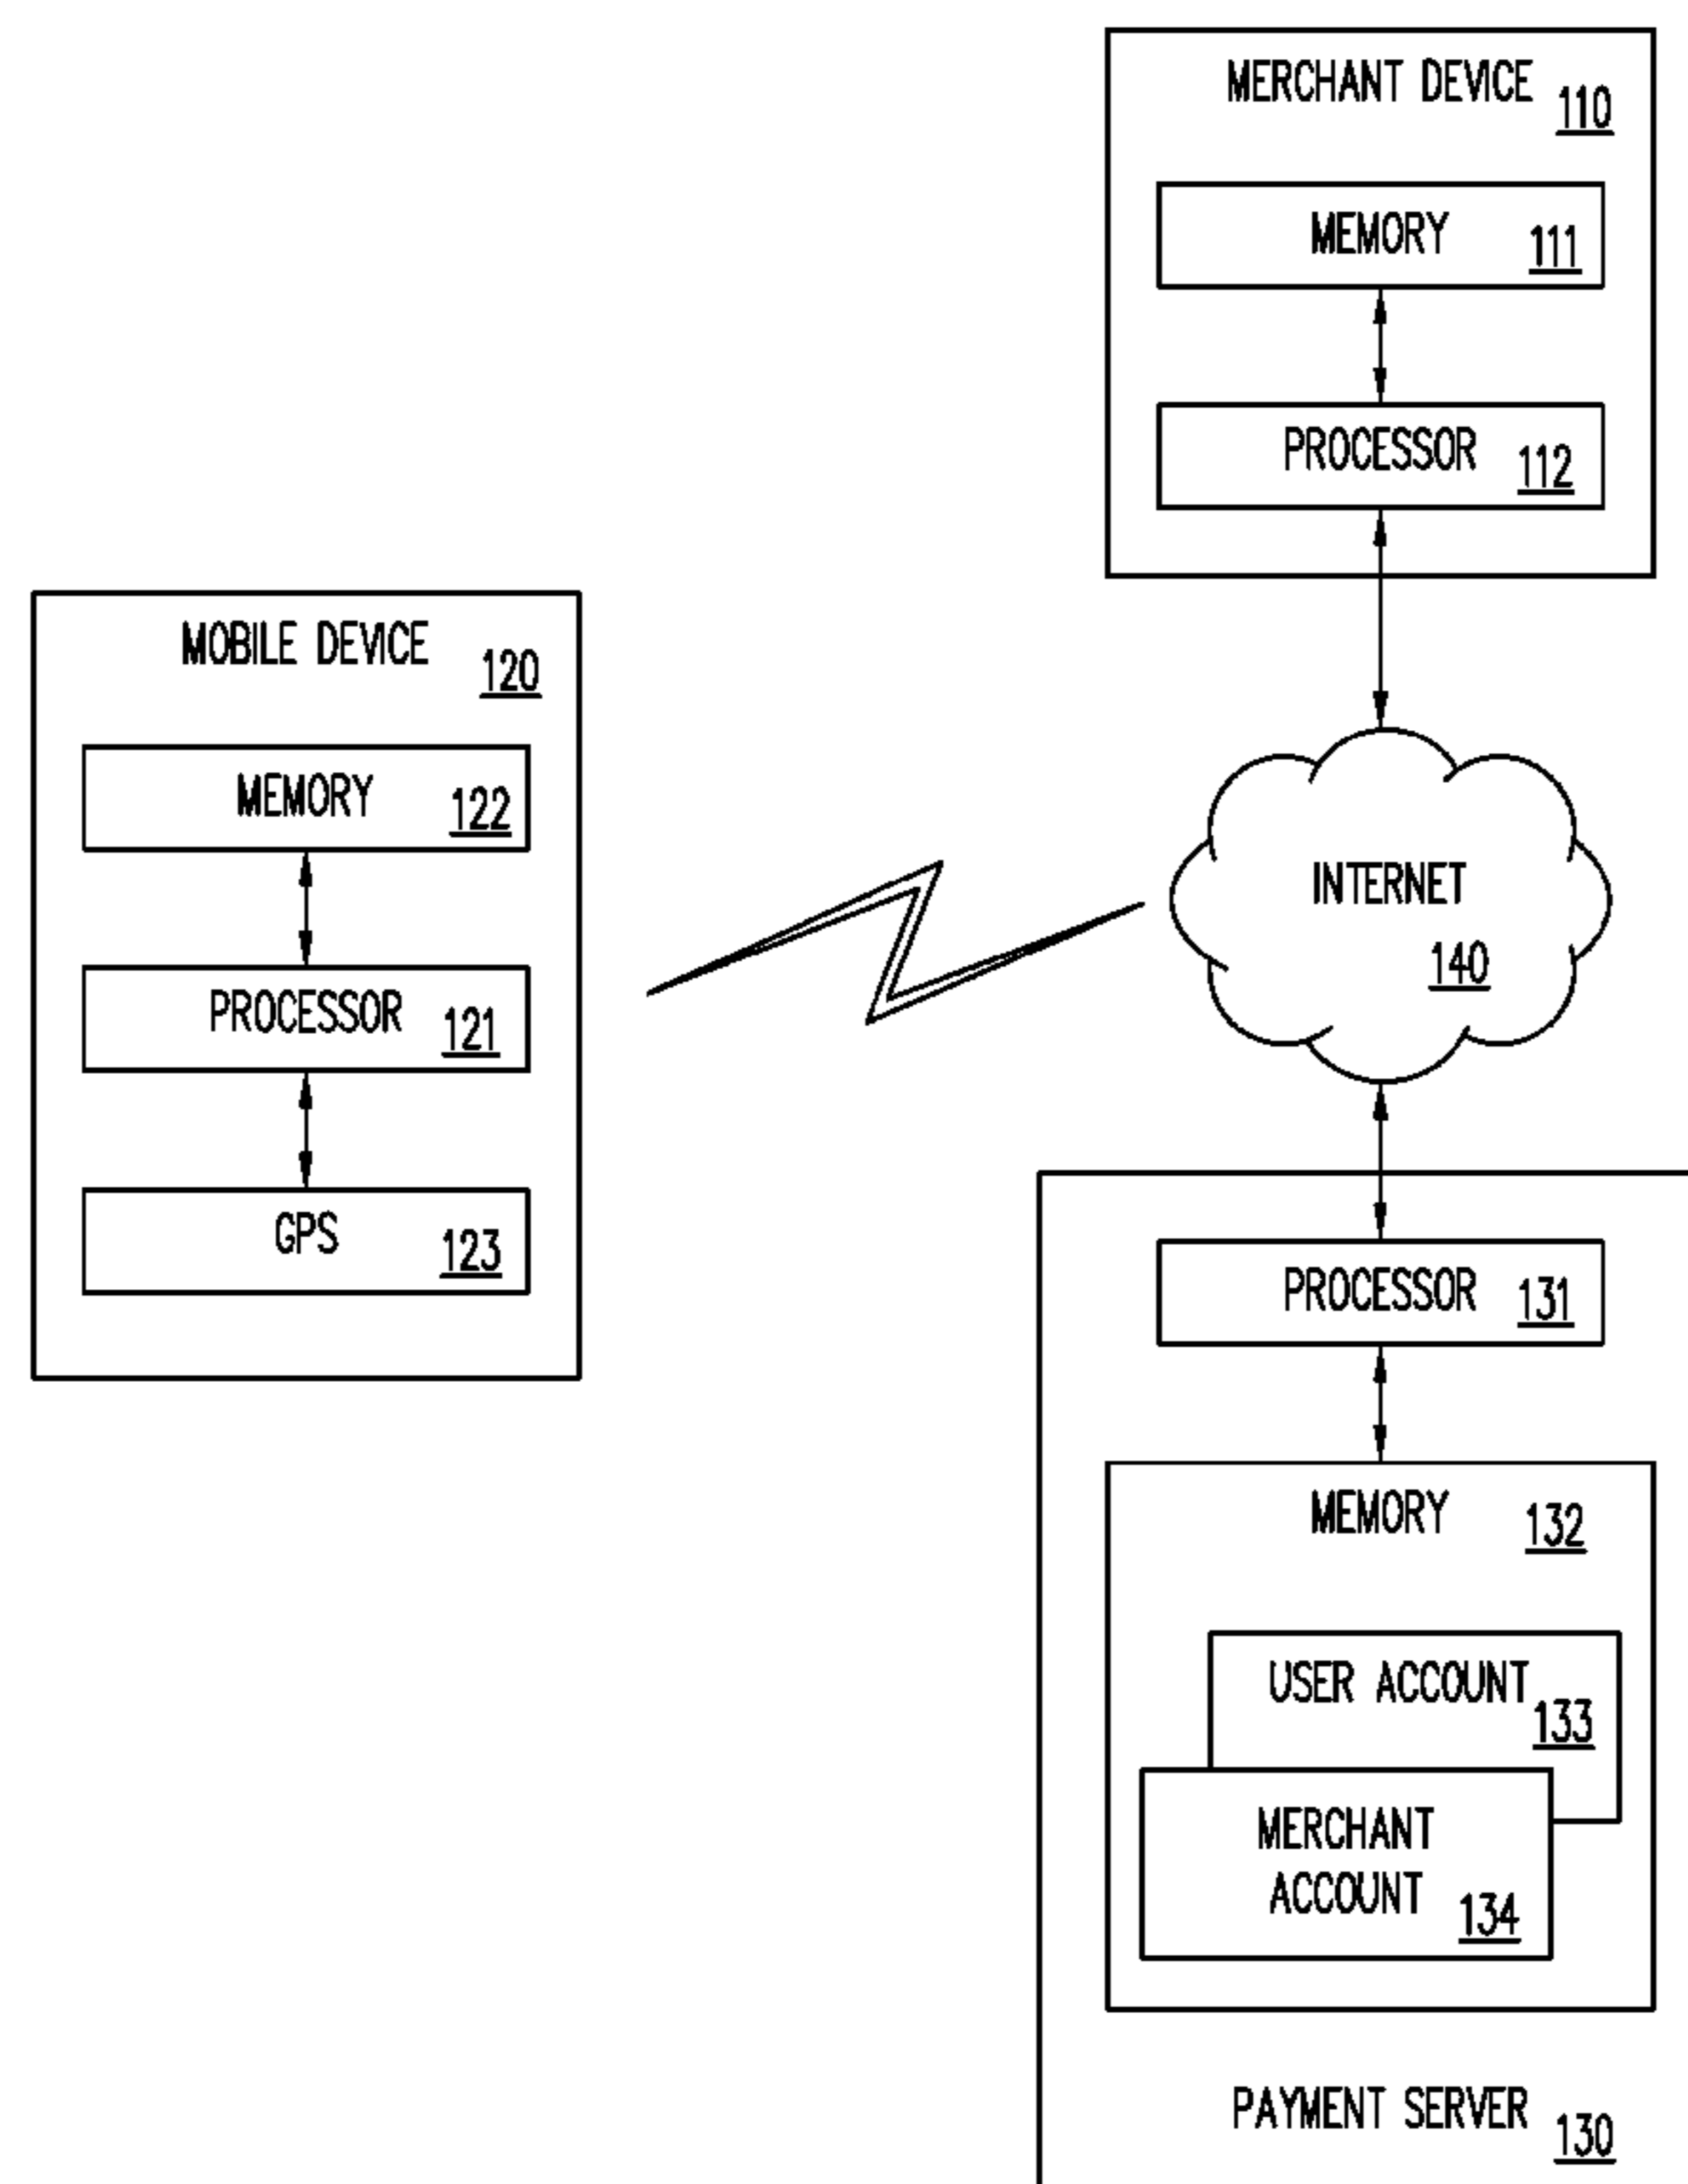 MERCHANT DEVICE 110
MEMORY 111
PROCESSOR 112
MOBILE DEVICE 120
MEMORY 122
PROCESSOR 121
GPS 123
INTERNET
140
PROCESSOR 131
MEMORY 132
USER ACCOUNT 133
MERCHANT
ACCOUNT 134
PAYMENT SERVER 130